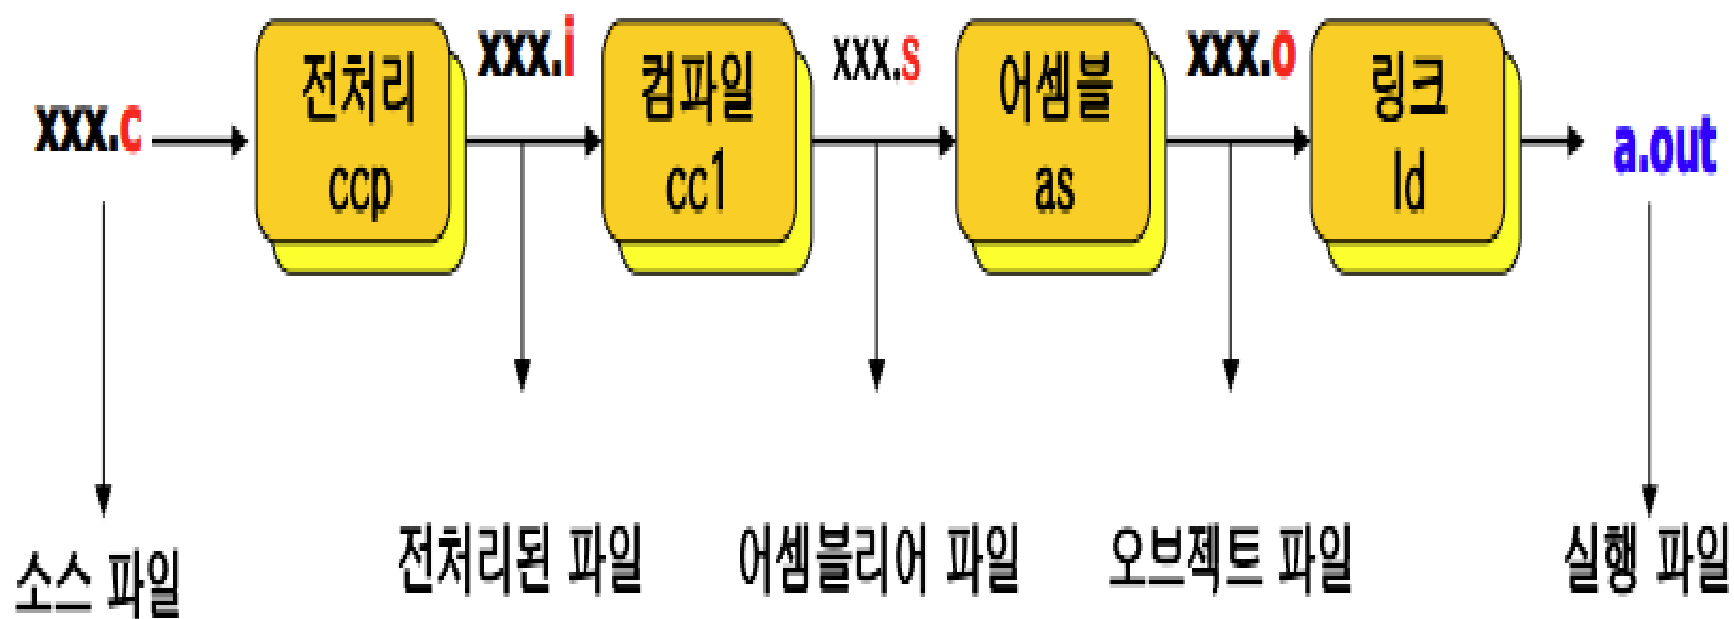 xxx.c
전처리
ccp
xxx.i
컴파일
cc1
xxx.s
어셈블
as
xxx.o
링크
ld
a.out
소스 파일
전처리된 파일
어셈블리어 파일
오브젝트 파일
실행 파일